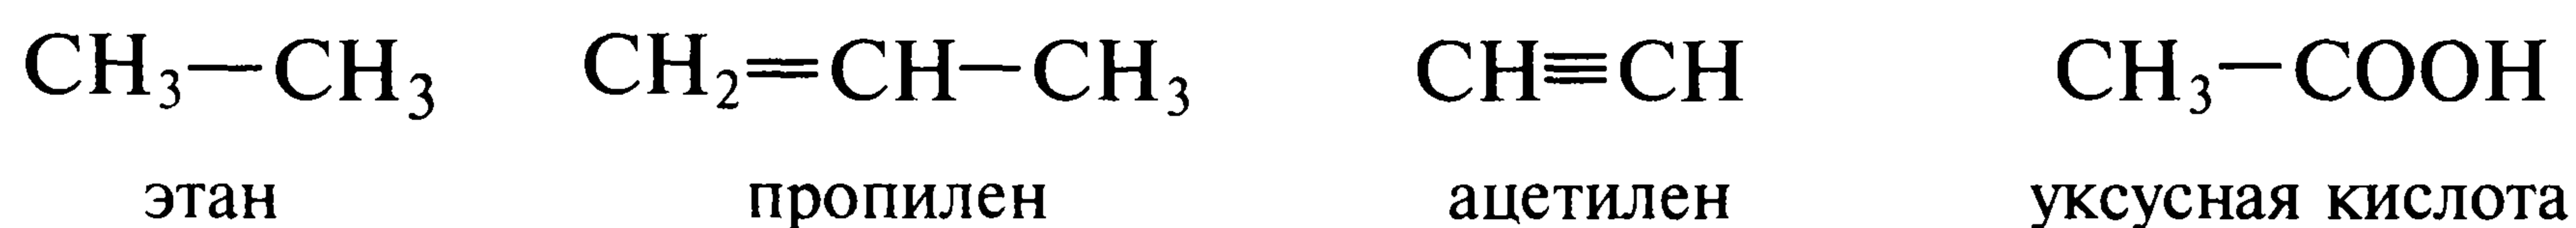 CH₃—CH₃ CH₂=CH—CH₃ CH≡CH CH₃—COOH
этан пропилен ацетилен уксусная кислота